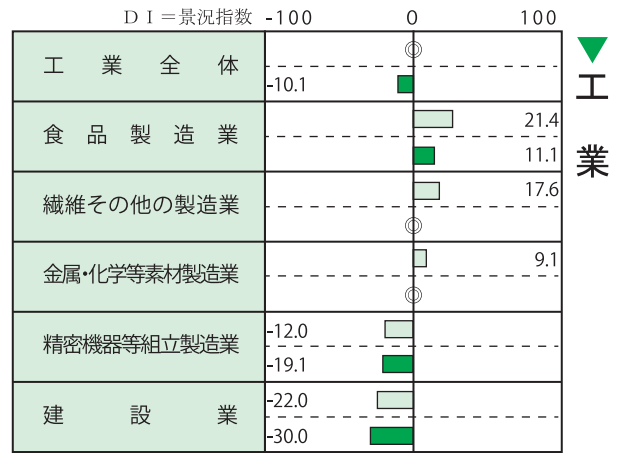 DI＝景況指数 -100 0 100
工業全体
◎
-10.1
食品製造業
21.4
11.1
繊維その他の製造業
17.6
◎
金属・化学等素材製造業
9.1
◎
精密機器等組立製造業
-12.0
-19.1
建設業
-22.0
-30.0
▼工業